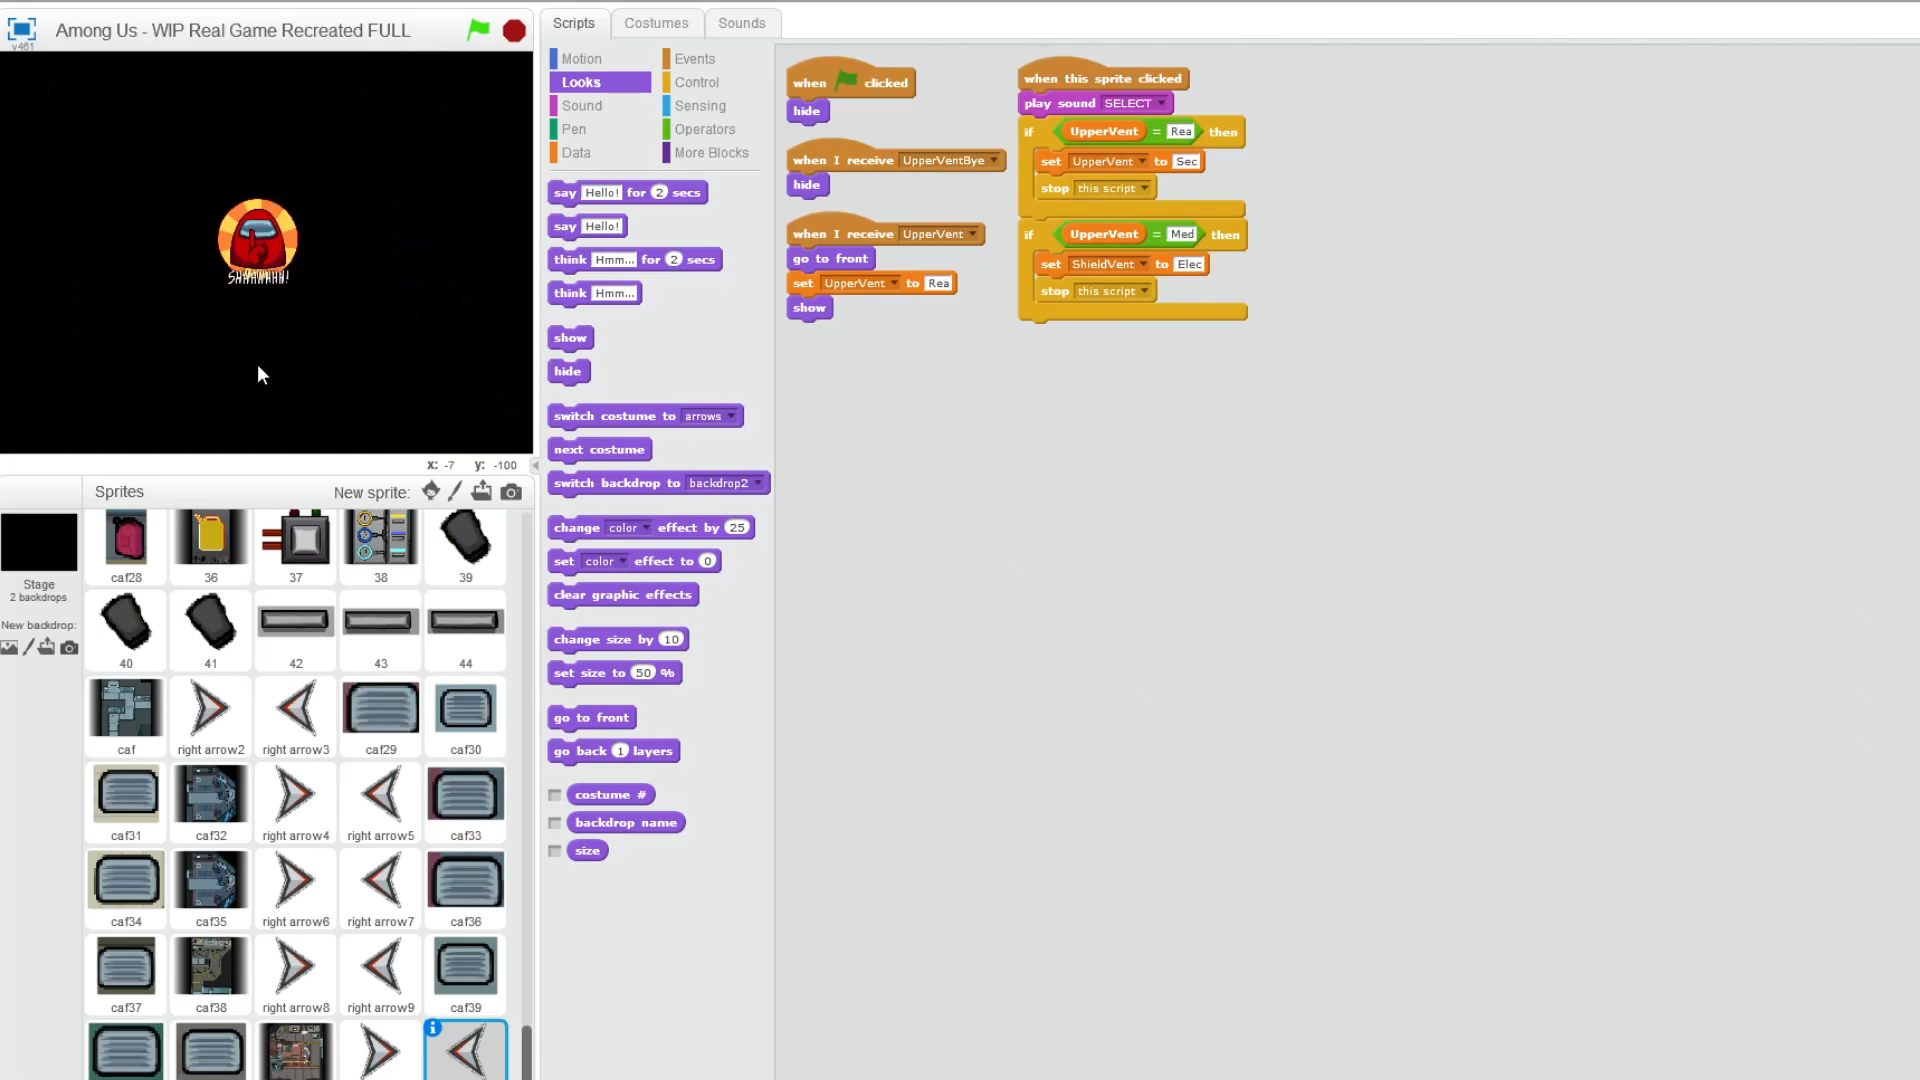 Among Us - WIP Real Game Recreated FULL
v461
SHHHHHHH!
x: -7 y: -100
Sprites
New sprite:
Stage
2 backdrops
New backdrop:
caf28 36 37 38 39
40 41 42 43 44
caf right arrow2 right arrow3 caf29 caf30
caf31 caf32 right arrow4 right arrow5 caf33
caf34 caf35 right arrow6 right arrow7 caf36
caf37 caf38 right arrow8 right arrow9 caf39
Scripts Costumes Sounds
Motion Events
Looks Control
Sound Sensing
Pen Operators
Data More Blocks
say Hello! for 2 secs
say Hello!
think Hmm... for 2 secs
think Hmm...
show
hide
switch costume to arrows
next costume
switch backdrop to backdrop2
change color effect by 25
set color effect to 0
clear graphic effects
change size by 10
set size to 50 %
go to front
go back 1 layers
costume #
backdrop name
size
when clicked
hide
when I receive UpperVentBye
hide
when I receive UpperVent
go to front
set UpperVent to Rea
show
when this sprite clicked
play sound SELECT
if UpperVent = Rea then
set UpperVent to Sec
stop this script
if UpperVent = Med then
set ShieldVent to Elec
stop this script